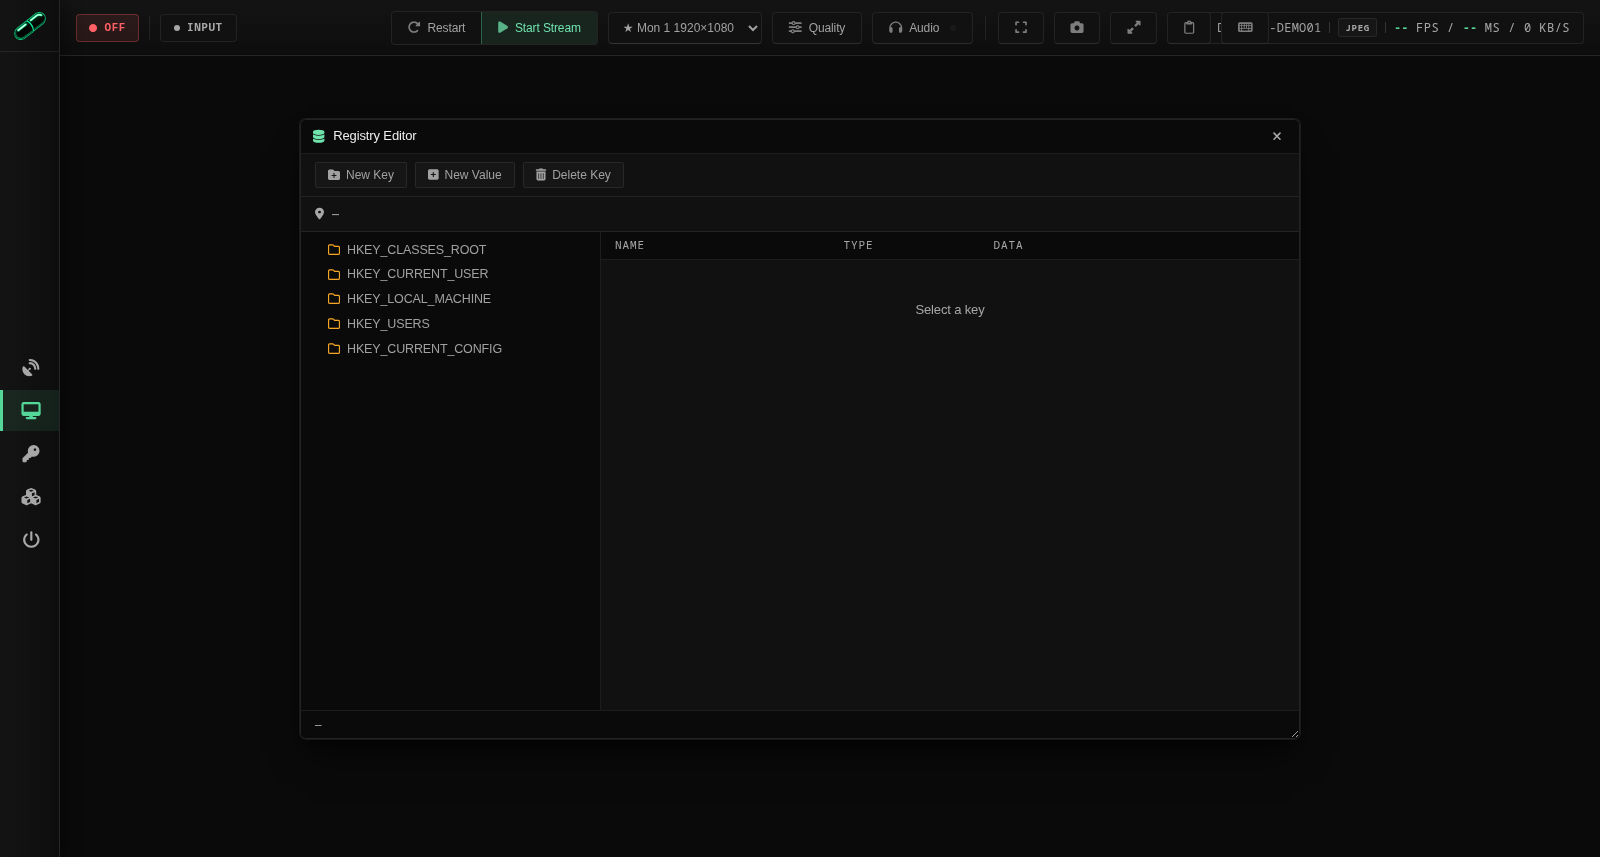 OFF INPUT Restart Start Stream ★ Mon 1 1920×1080 Quality Audio -DEMO01 JPEG -- FPS / -- MS / 0 KB/S
Registry Editor
New Key New Value Delete Key
–
HKEY_CLASSES_ROOT
HKEY_CURRENT_USER
HKEY_LOCAL_MACHINE
HKEY_USERS
HKEY_CURRENT_CONFIG
NAME TYPE DATA
Select a key
–